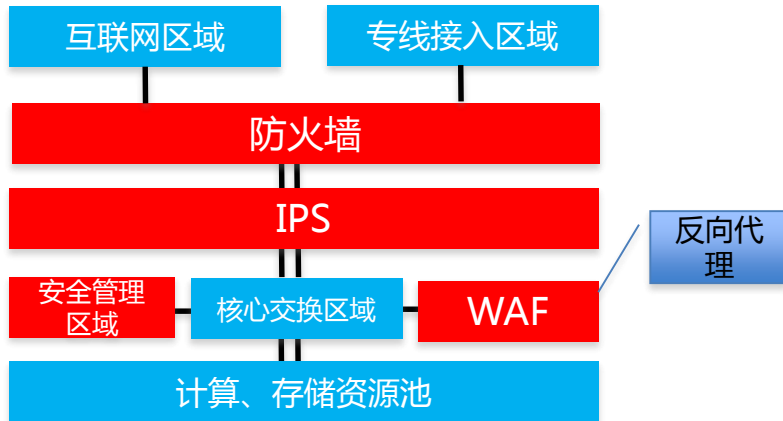 互联网区域
专线接入区域
防火墙
IPS
反向代
理
安全管理
区域
核心交换区域
WAF
计算、存储资源池